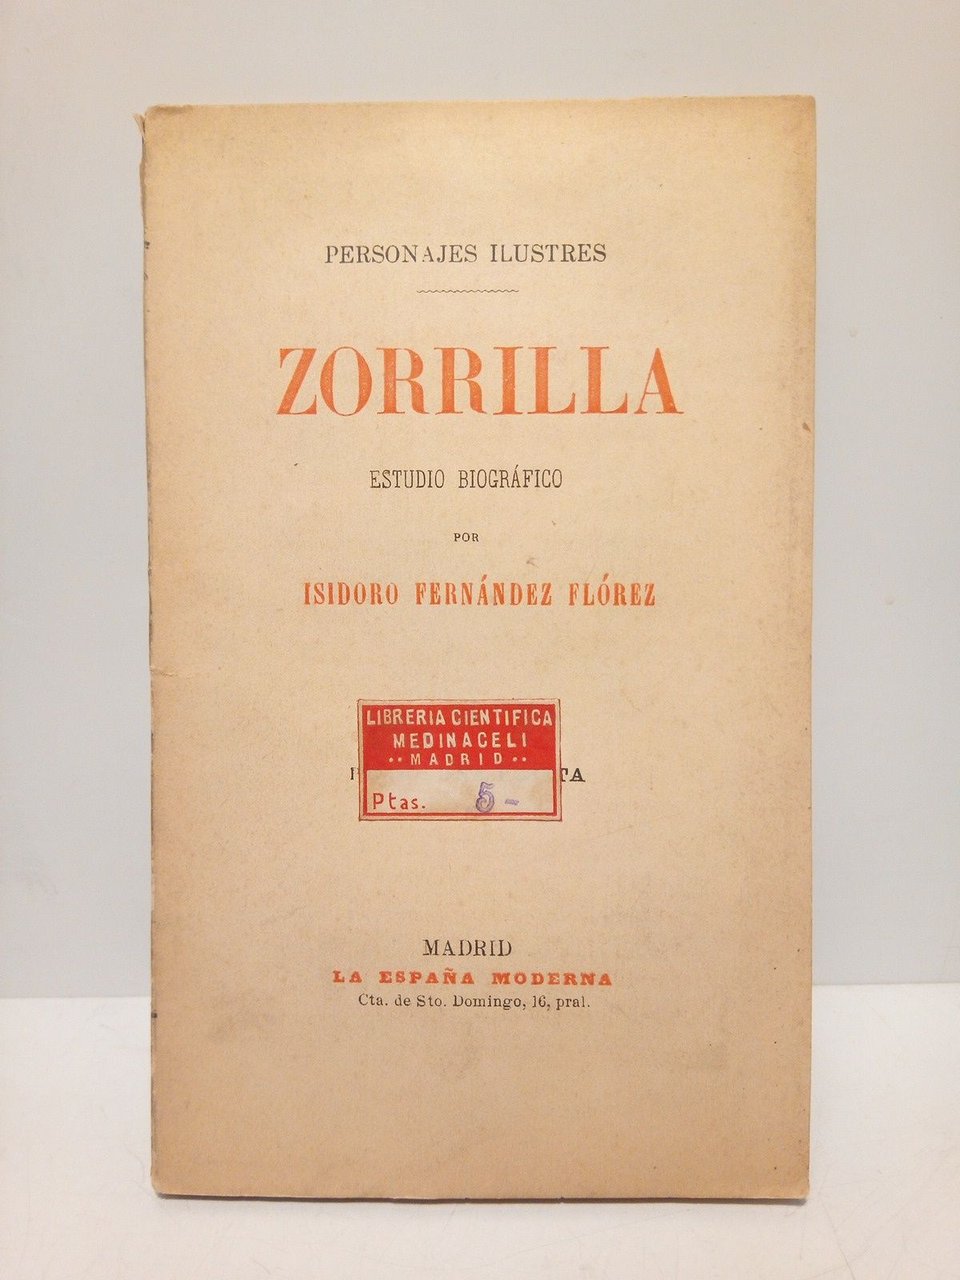 PERSONAJES ILUSTRES
ZORRILLA
ESTUDIO BIOGRÁFICO
POR
ISIDORO FERNÁNDEZ FLÓREZ
LIBRERIA CIENTIFICA
MEDINACELI
··MADRID··
Ptas. 5-
MADRID
LA ESPAÑA MODERNA
Cta. de Sto. Domingo, 16, pral.